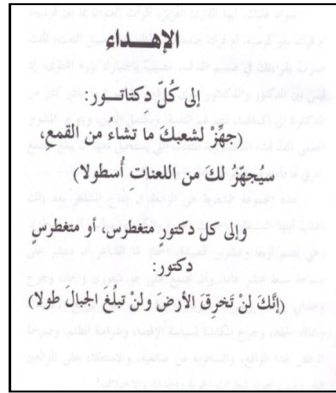 الإهداء
إلى كُلّ دكتاتور:
(جهِّزْ لشعبكَ ما تشاء من القمعِ،
سيُجهِّزُ لكَ من اللعناتِ أُسطولا)
وإلى كل دكتورٍ متغطرس، أو متغطرسٍ
دكتور:
(إنَّكَ لنْ تَخرِقَ الأرضَ ولنْ تبلُغَ الجبالَ طولا)